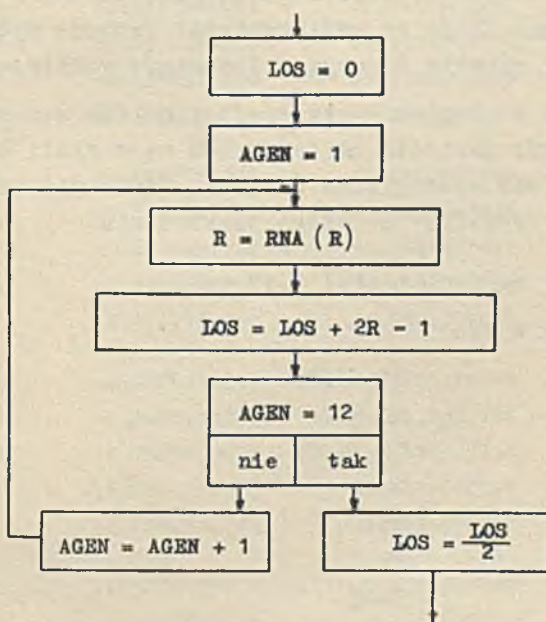 LOS = 0
AGEN = 1
R = RNA (R)
LOS = LOS + 2R - 1
AGEN = 12
nie tak
AGEN = AGEN + 1
LOS = LOS/2